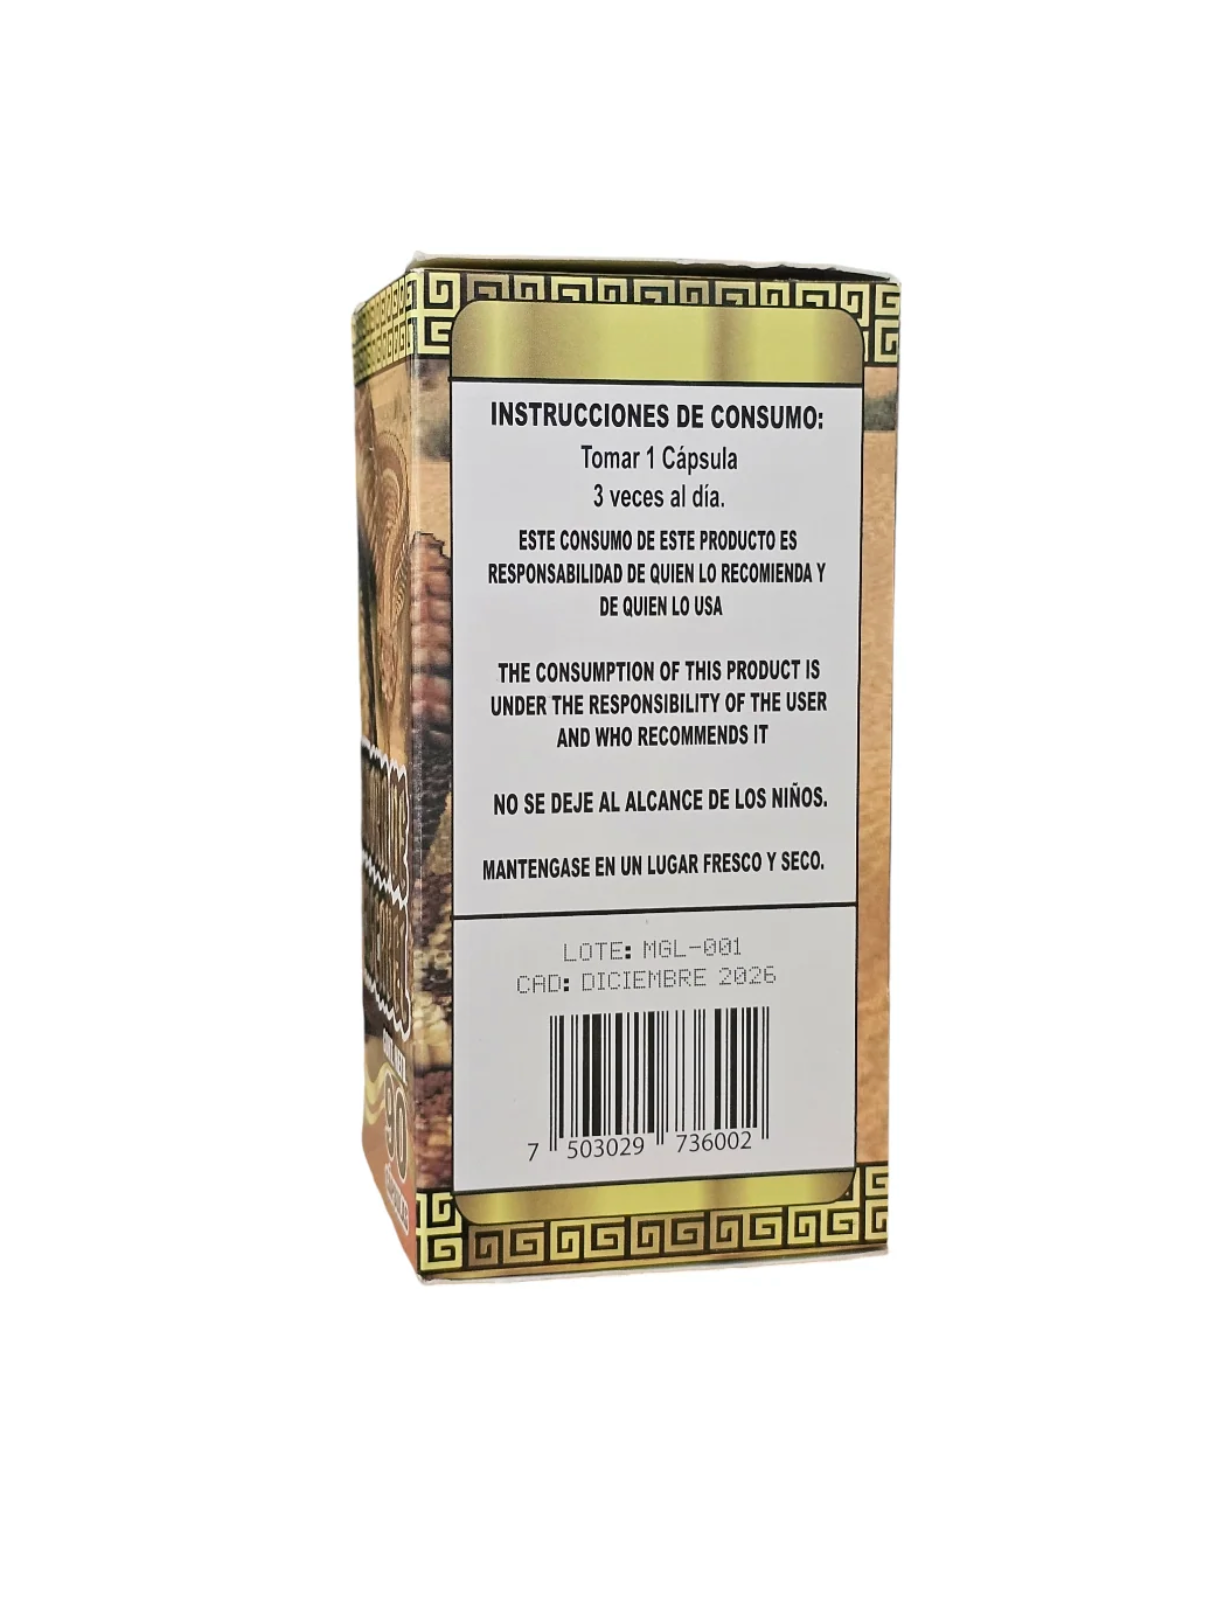 INSTRUCCIONES DE CONSUMO:
Tomar 1 Cápsula
3 veces al día.
ESTE CONSUMO DE ESTE PRODUCTO ES
RESPONSABILIDAD DE QUIEN LO RECOMIENDA Y
DE QUIEN LO USA
THE CONSUMPTION OF THIS PRODUCT IS
UNDER THE RESPONSIBILITY OF THE USER
AND WHO RECOMMENDS IT
NO SE DEJE AL ALCANCE DE LOS NIÑOS.
MANTENGASE EN UN LUGAR FRESCO Y SECO.
LOTE: MGL-001
CAD: DICIEMBRE 2026
7 503029 736002
90